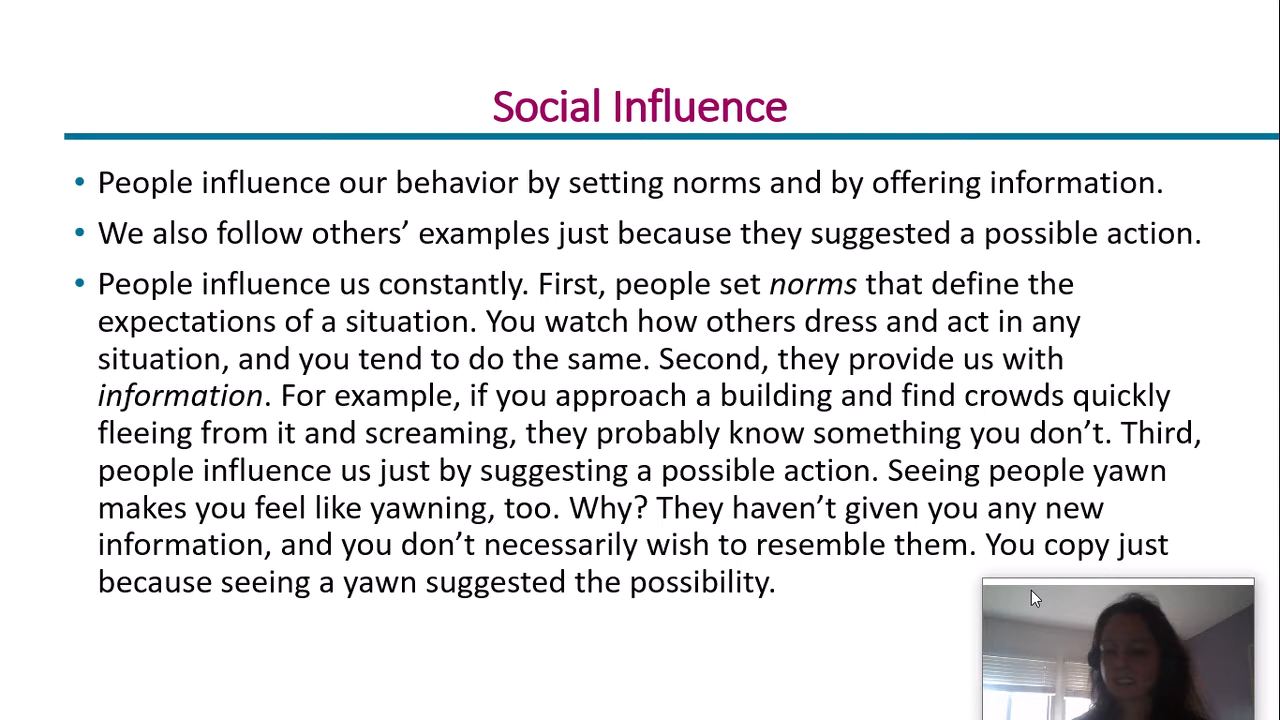 Social Influence
• People influence our behavior by setting norms and by offering information.
• We also follow others’ examples just because they suggested a possible action.
• People influence us constantly. First, people set norms that define the
expectations of a situation. You watch how others dress and act in any
situation, and you tend to do the same. Second, they provide us with
information. For example, if you approach a building and find crowds quickly
fleeing from it and screaming, they probably know something you don’t. Third,
people influence us just by suggesting a possible action. Seeing people yawn
makes you feel like yawning, too. Why? They haven’t given you any new
information, and you don’t necessarily wish to resemble them. You copy just
because seeing a yawn suggested the possibility.